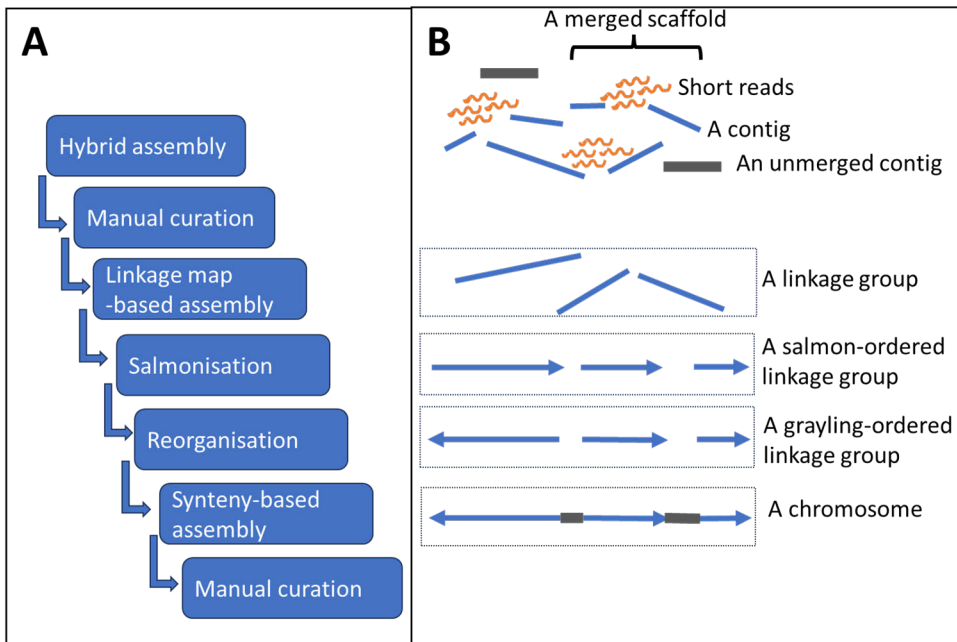 A
Hybrid assembly
Manual curation
Linkage map
-based assembly
Salmonisation
Reorganisation
Synteny-based
assembly
Manual curation
B
A merged scaffold
Short reads
A contig
An unmerged contig
A linkage group
A salmon-ordered
linkage group
A grayling-ordered
linkage group
A chromosome